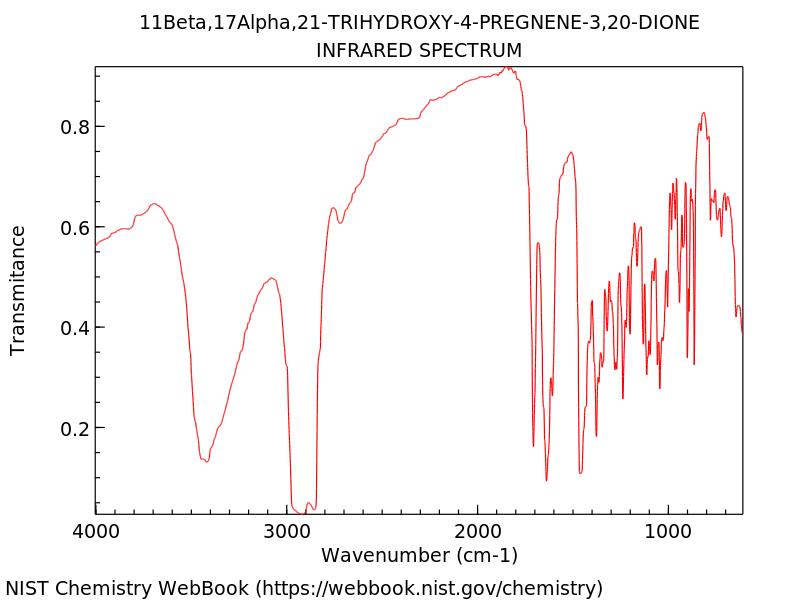 11Beta,17Alpha,21-TRIHYDROXY-4-PREGNENE-3,20-DIONE
INFRARED SPECTRUM
0.8
0.6
0.4
0.2
Transmitance
4000 3000 2000 1000
Wavenumber (cm-1)
NIST Chemistry WebBook (https://webbook.nist.gov/chemistry)